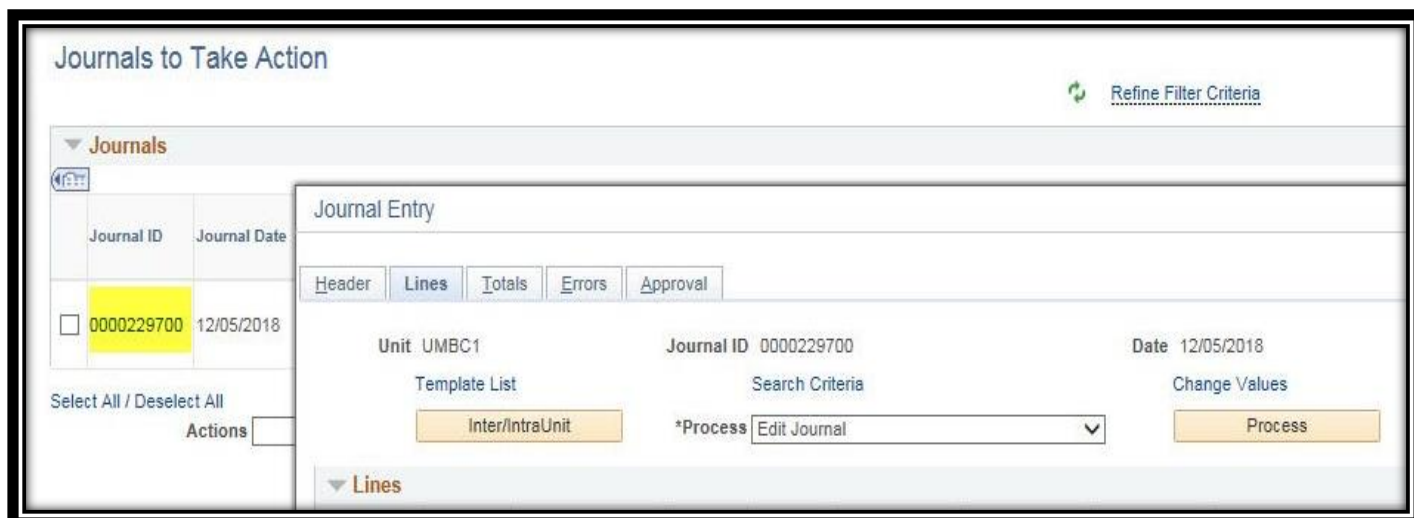 Journals to Take Action
Refine Filter Criteria
Journals
Journal ID Journal Date
0000229700 12/05/2018
Select All / Deselect All
Actions
Journal Entry
Header Lines Totals Errors Approval
Unit UMBC1 Journal ID 0000229700 Date 12/05/2018
Template List Search Criteria Change Values
Inter/IntraUnit *Process Edit Journal Process
Lines